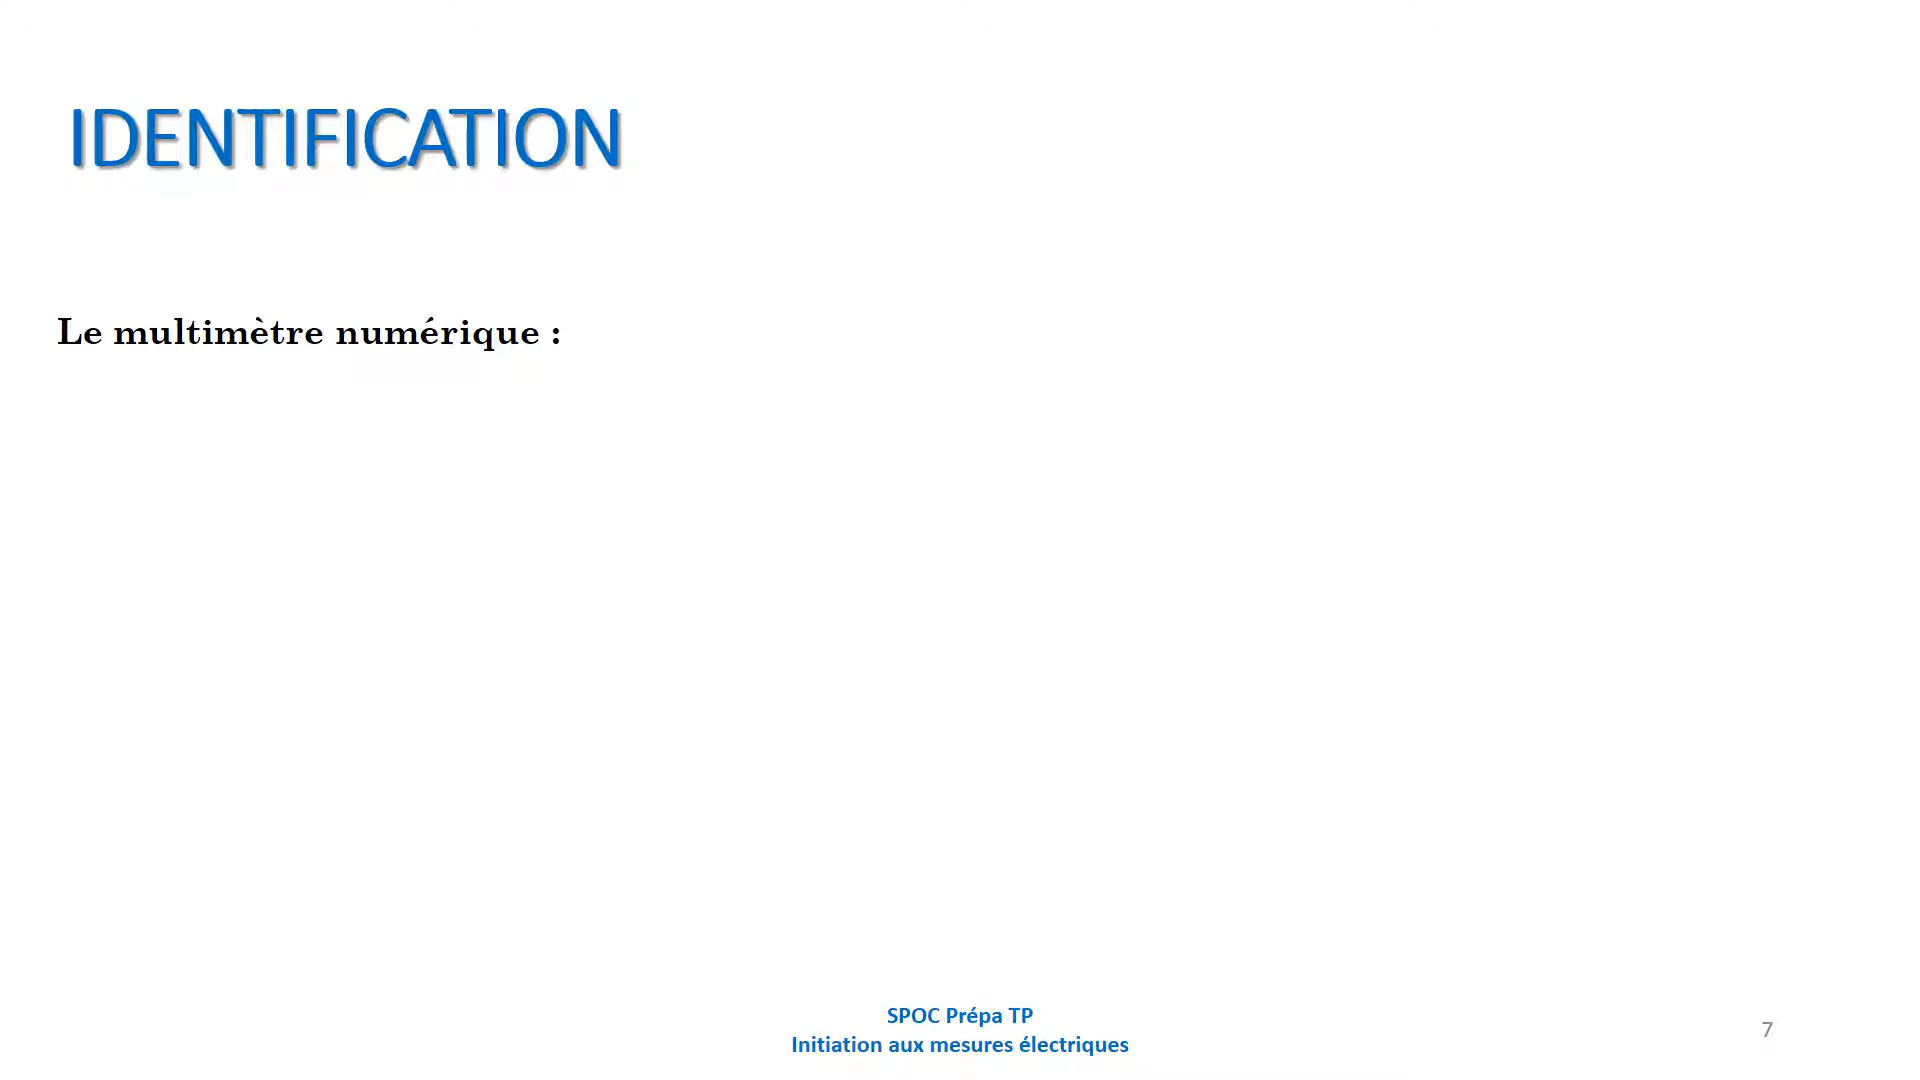 IDENTIFICATION
Le multimètre numérique :
SPOC Prépa TP
Initiation aux mesures électriques
7